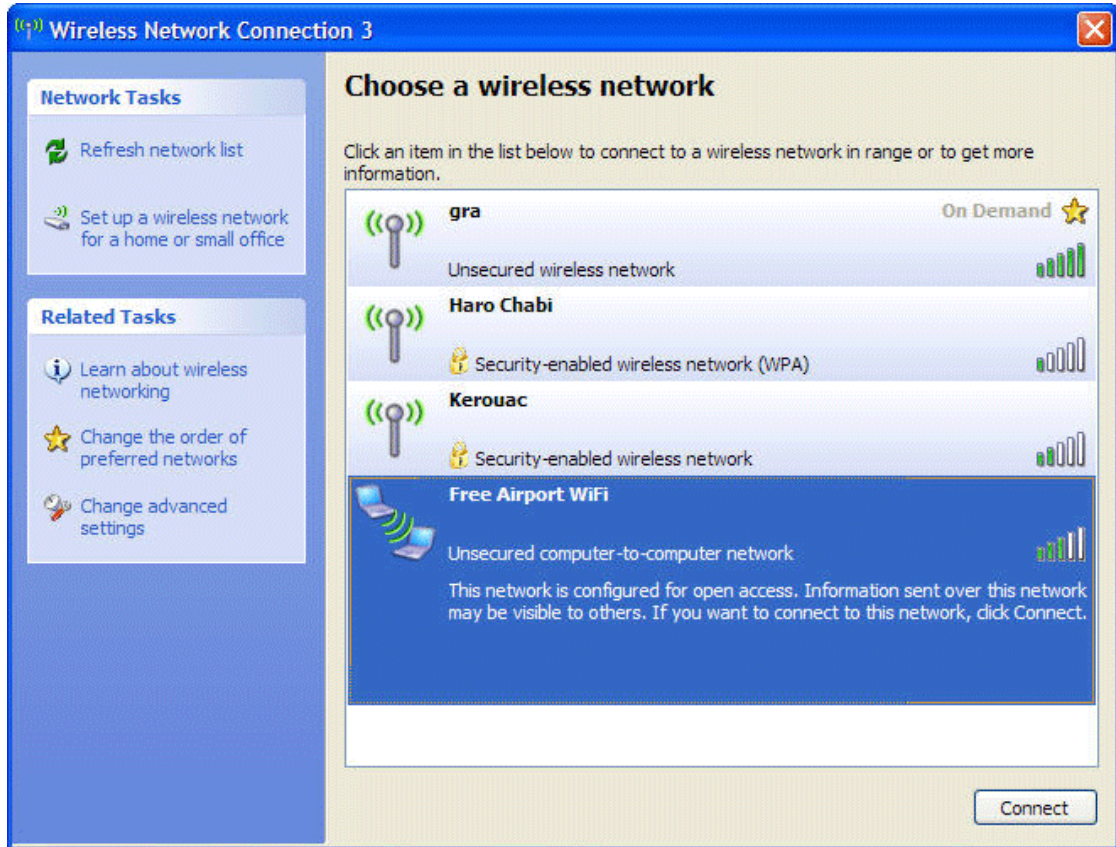 Wireless Network Connection 3
Network Tasks
Refresh network list
Set up a wireless network
for a home or small office
Related Tasks
Learn about wireless
networking
Change the order of
preferred networks
Change advanced
settings
Choose a wireless network
Click an item in the list below to connect to a wireless network in range or to get more
information.
gra
On Demand
Unsecured wireless network
Haro Chabi
Security-enabled wireless network (WPA)
Kerouac
Security-enabled wireless network
Free Airport WiFi
Unsecured computer-to-computer network
This network is configured for open access. Information sent over this network
may be visible to others. If you want to connect to this network, click Connect.
Connect